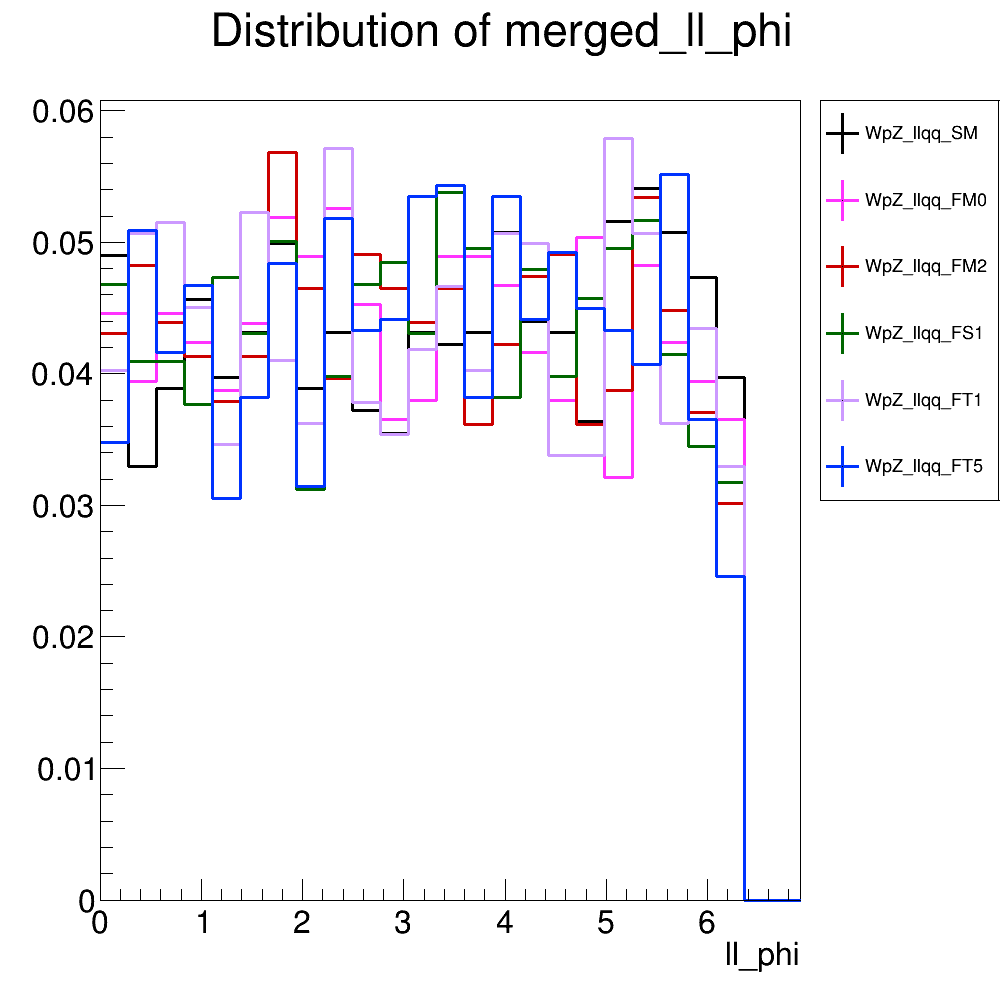 Distribution of merged_ll_phi
0.06
0.05
0.04
0.03
0.02
0.01
0
0 1 2 3 4 5 6
ll_phi
WpZ_llqq_SM
WpZ_llqq_FM0
WpZ_llqq_FM2
WpZ_llqq_FS1
WpZ_llqq_FT1
WpZ_llqq_FT5